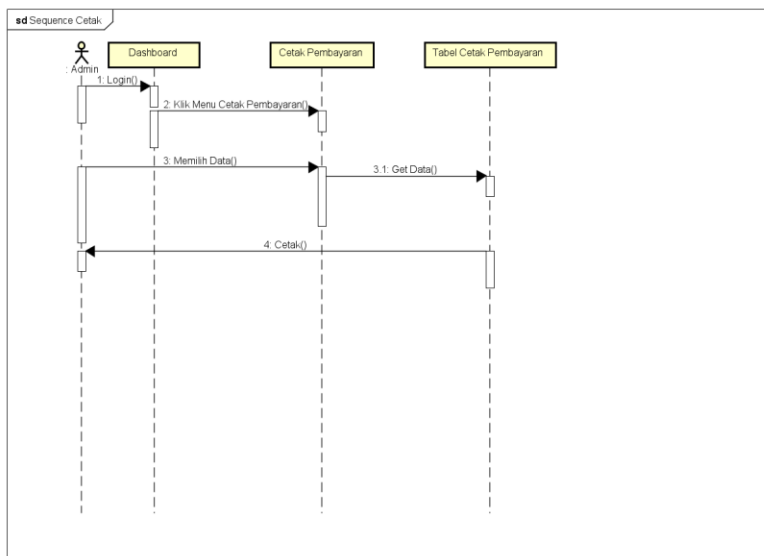 sd Sequence Cetak
Dashboard
Cetak Pembayaran
Tabel Cetak Pembayaran
: Admin
1: Login()
2: Klik Menu Cetak Pembayaran()
3: Memilih Data()
3.1: Get Data()
4: Cetak()